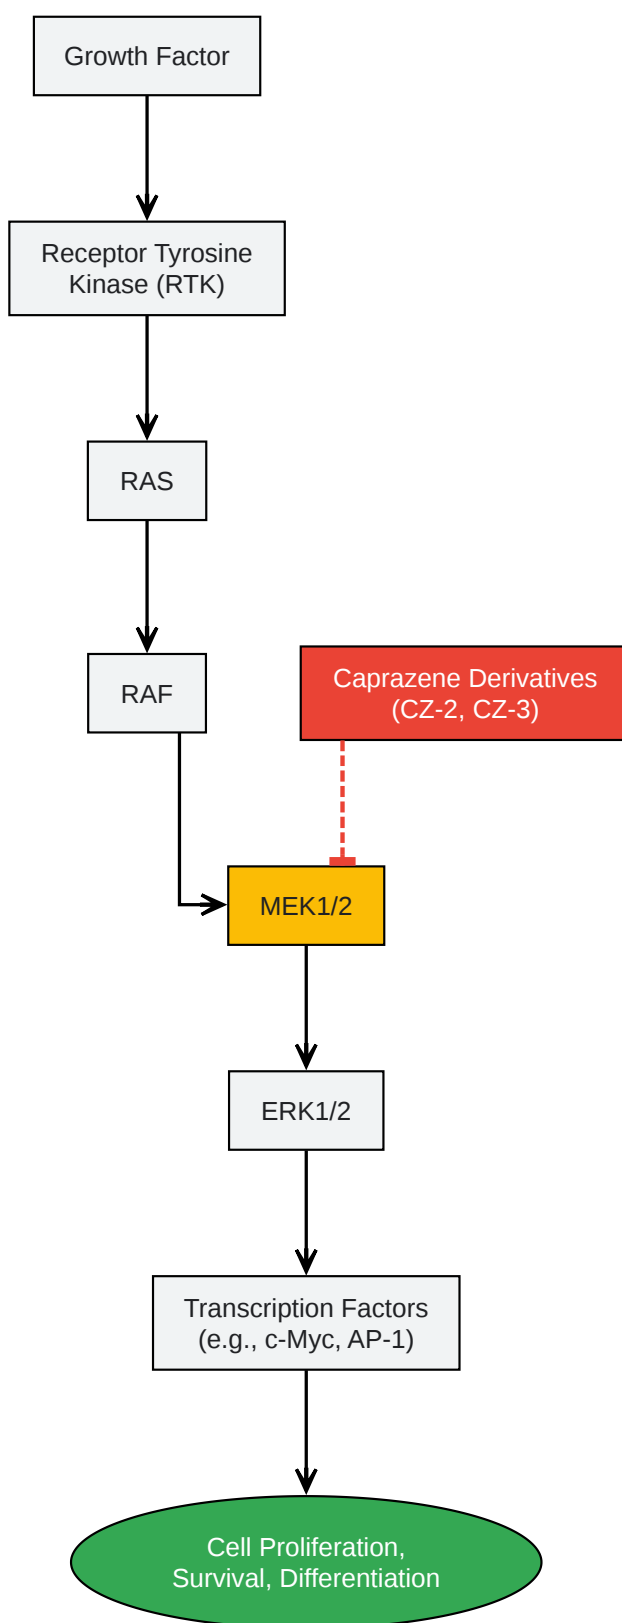 Growth Factor
Receptor Tyrosine
Kinase (RTK)
RAS
RAF
Caprazene Derivatives
(CZ-2, CZ-3)
MEK1/2
ERK1/2
Transcription Factors
(e.g., c-Myc, AP-1)
Cell Proliferation,
Survival, Differentiation